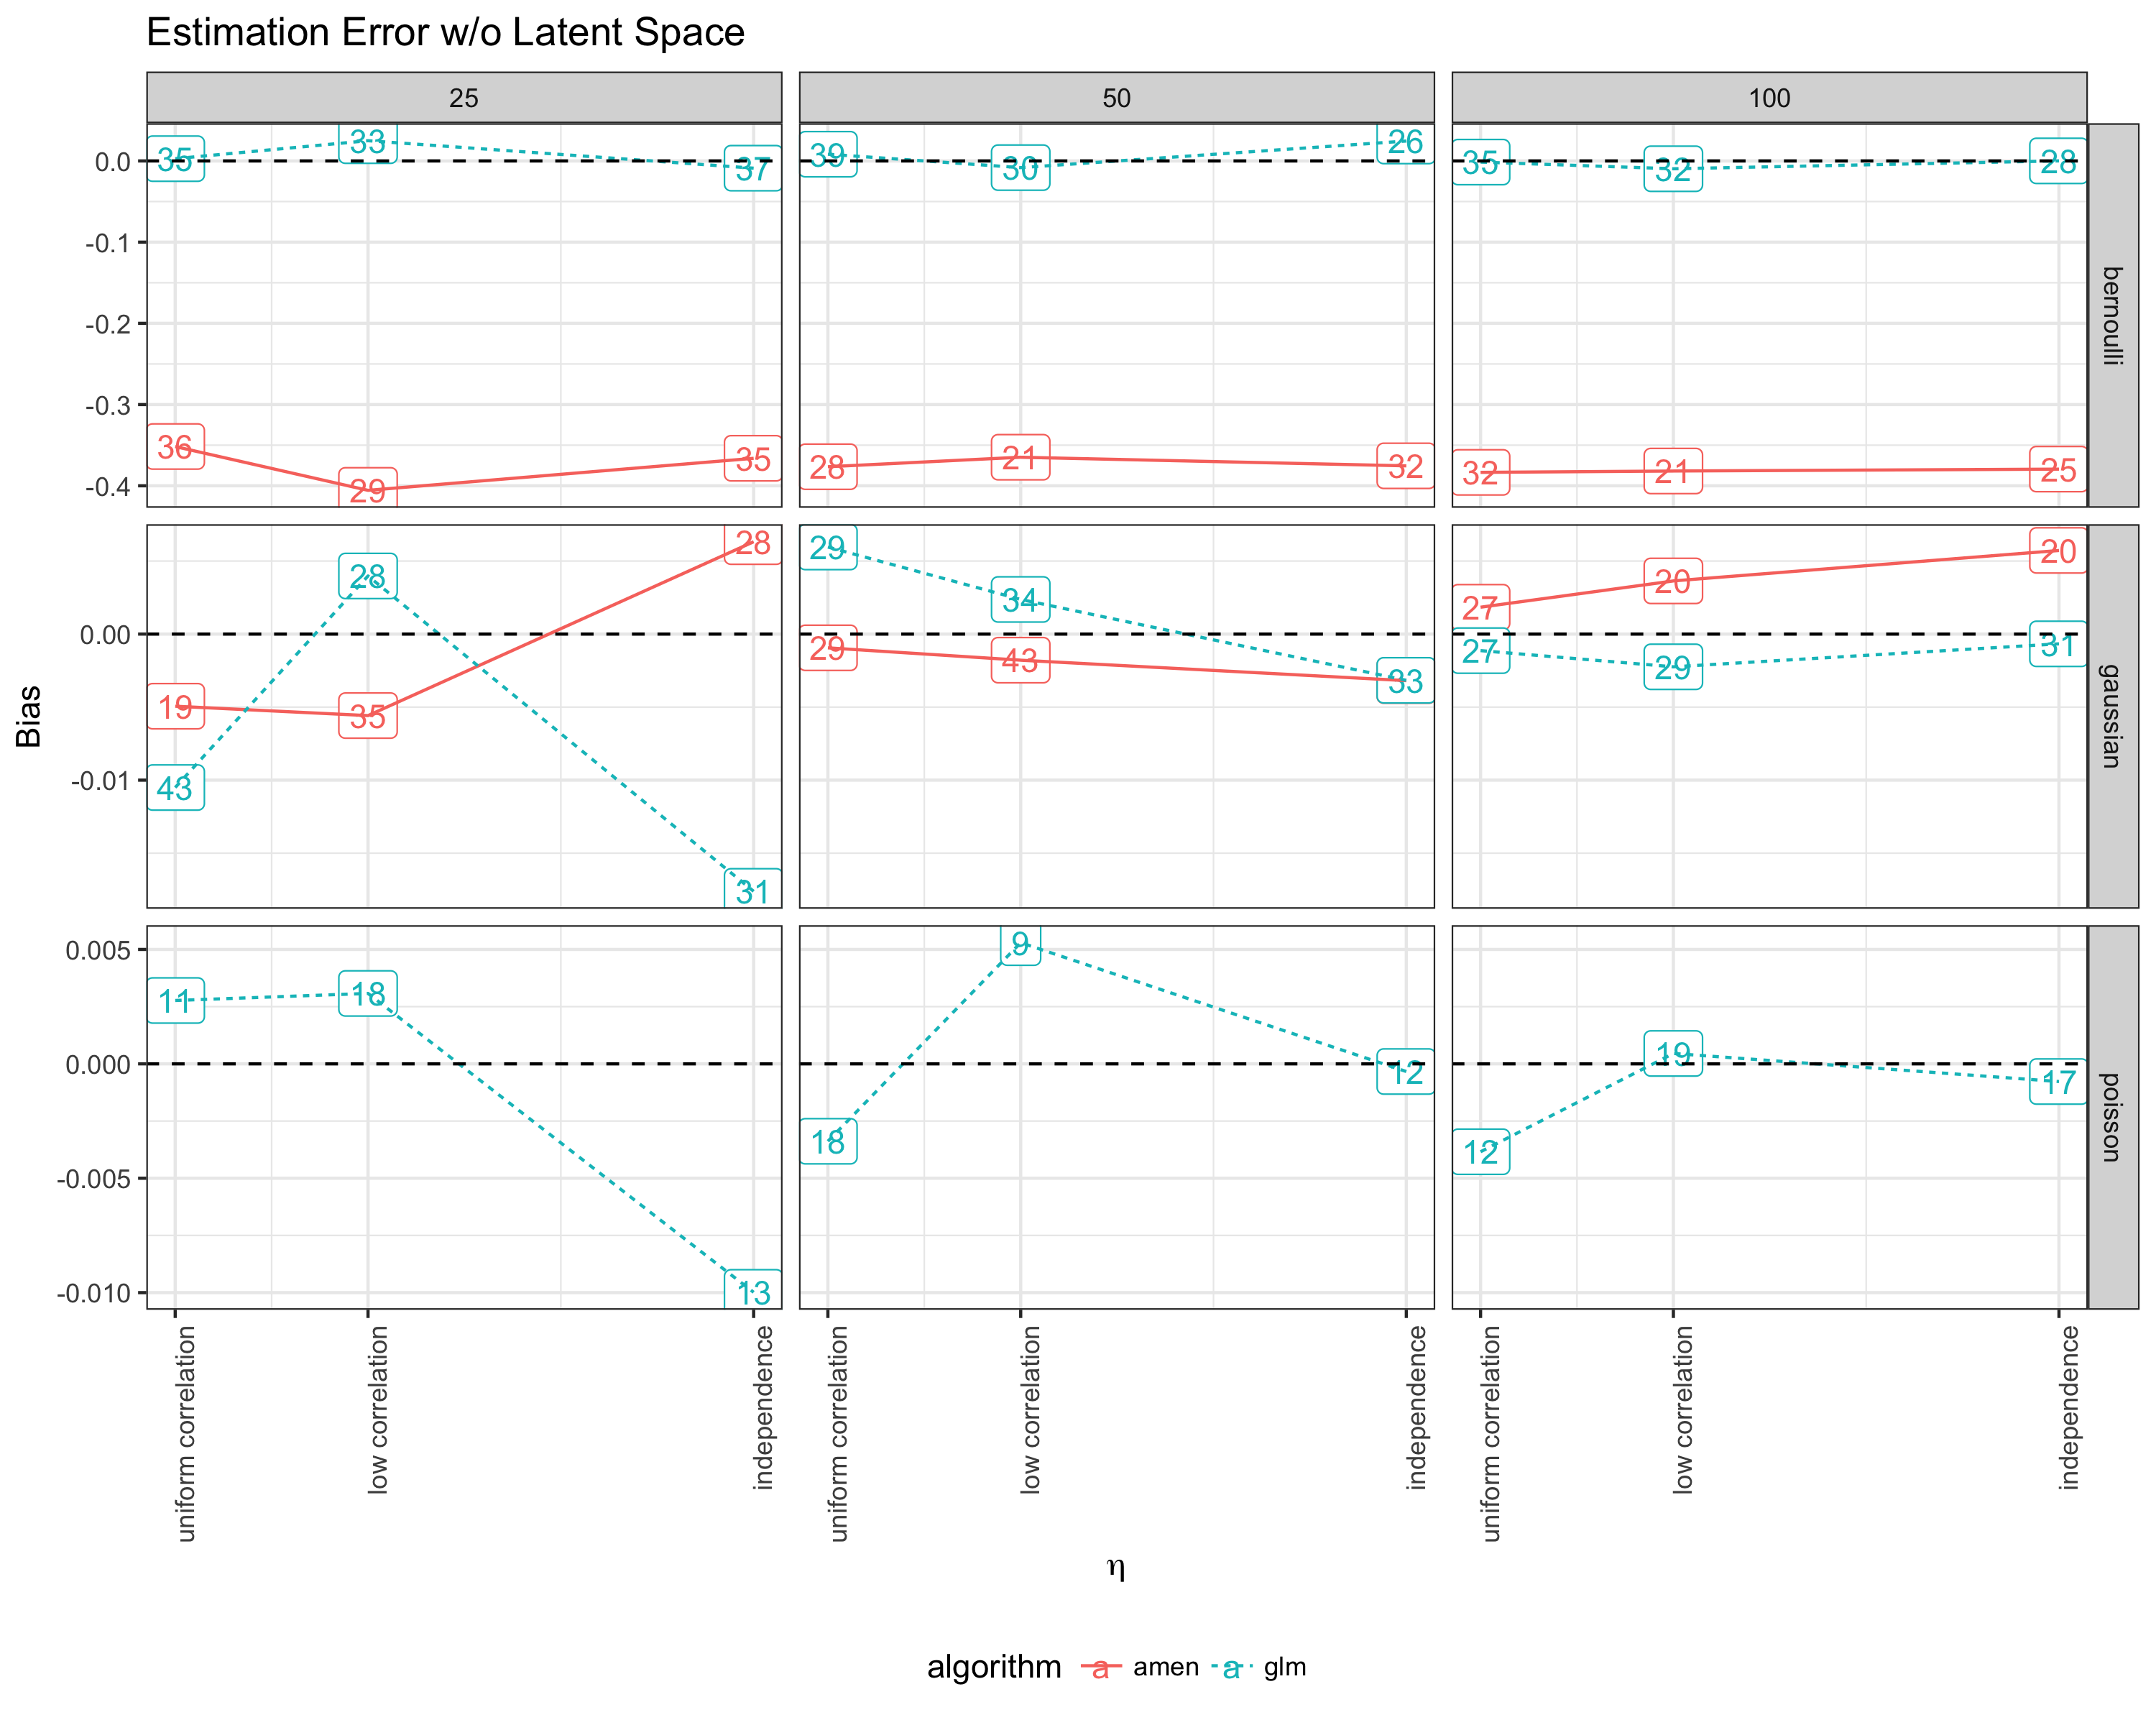 Estimation Error w/o Latent Space
25 50 100
0.0 35 33 37 39 30 26 35 32 28
-0.1
-0.2
-0.3
-0.4 36 29 35 28 21 32 32 21 25
bernoulli
28 28 29 34 27 20 20
0.00 19 35 29 43 33 27 29 31
-0.01 43 31
gaussian
Bias
0.005 11 18 9
0.000 12 19 17
-0.005 18 12
-0.010 13
poisson
uniform correlation low correlation independence uniform correlation low correlation independence uniform correlation low correlation independence
η
algorithm a amen a glm